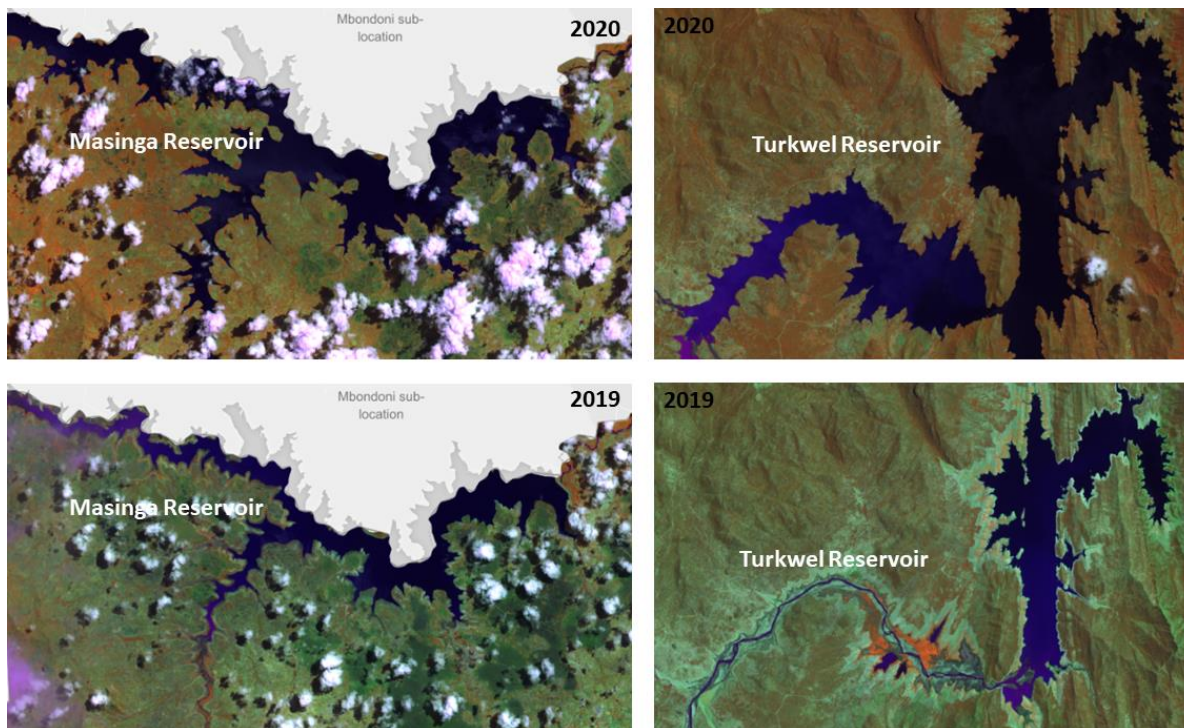 Mbondoni sub-
location
2020
Masinga Reservoir
2020
Turkwel Reservoir
Mbondoni sub-
location
2019
Masinga Reservoir
2019
Turkwel Reservoir